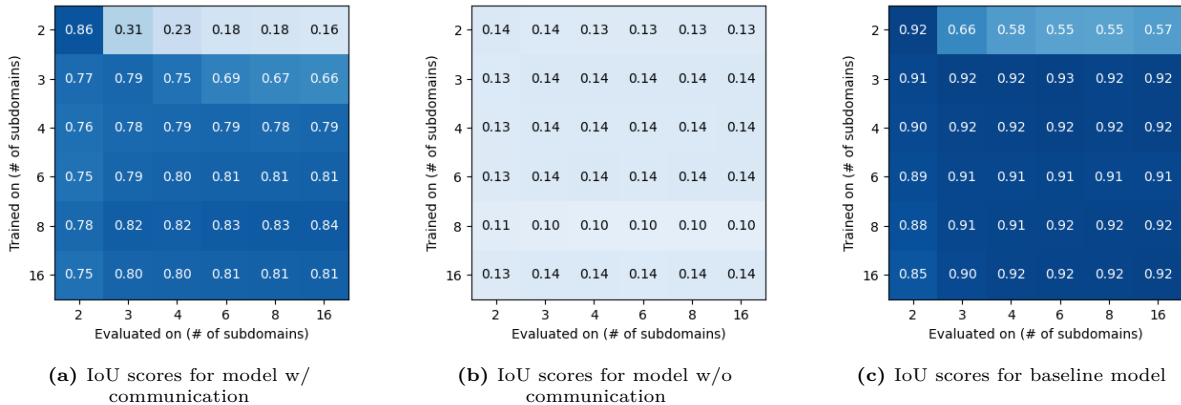 Trained on (# of subdomains)
2 0.86 0.31 0.23 0.18 0.18 0.16
3 0.77 0.79 0.75 0.69 0.67 0.66
4 0.76 0.78 0.79 0.79 0.78 0.79
6 0.75 0.79 0.80 0.81 0.81 0.81
8 0.78 0.82 0.82 0.83 0.83 0.84
16 0.75 0.80 0.80 0.81 0.81 0.81
2 3 4 6 8 16
Evaluated on (# of subdomains)
(a) IoU scores for model w/
communication
Trained on (# of subdomains)
2 0.14 0.14 0.13 0.13 0.13 0.13
3 0.13 0.14 0.14 0.14 0.14 0.14
4 0.13 0.14 0.14 0.14 0.14 0.14
6 0.13 0.14 0.14 0.14 0.14 0.14
8 0.11 0.10 0.10 0.10 0.10 0.10
16 0.13 0.14 0.14 0.14 0.14 0.14
2 3 4 6 8 16
Evaluated on (# of subdomains)
(b) IoU scores for model w/o
communication
Trained on (# of subdomains)
2 0.92 0.66 0.58 0.55 0.55 0.57
3 0.91 0.92 0.92 0.93 0.92 0.92
4 0.90 0.92 0.92 0.92 0.92 0.92
6 0.89 0.91 0.91 0.91 0.91 0.91
8 0.88 0.91 0.91 0.92 0.92 0.92
16 0.85 0.90 0.92 0.92 0.92 0.92
2 3 4 6 8 16
Evaluated on (# of subdomains)
(c) IoU scores for baseline model